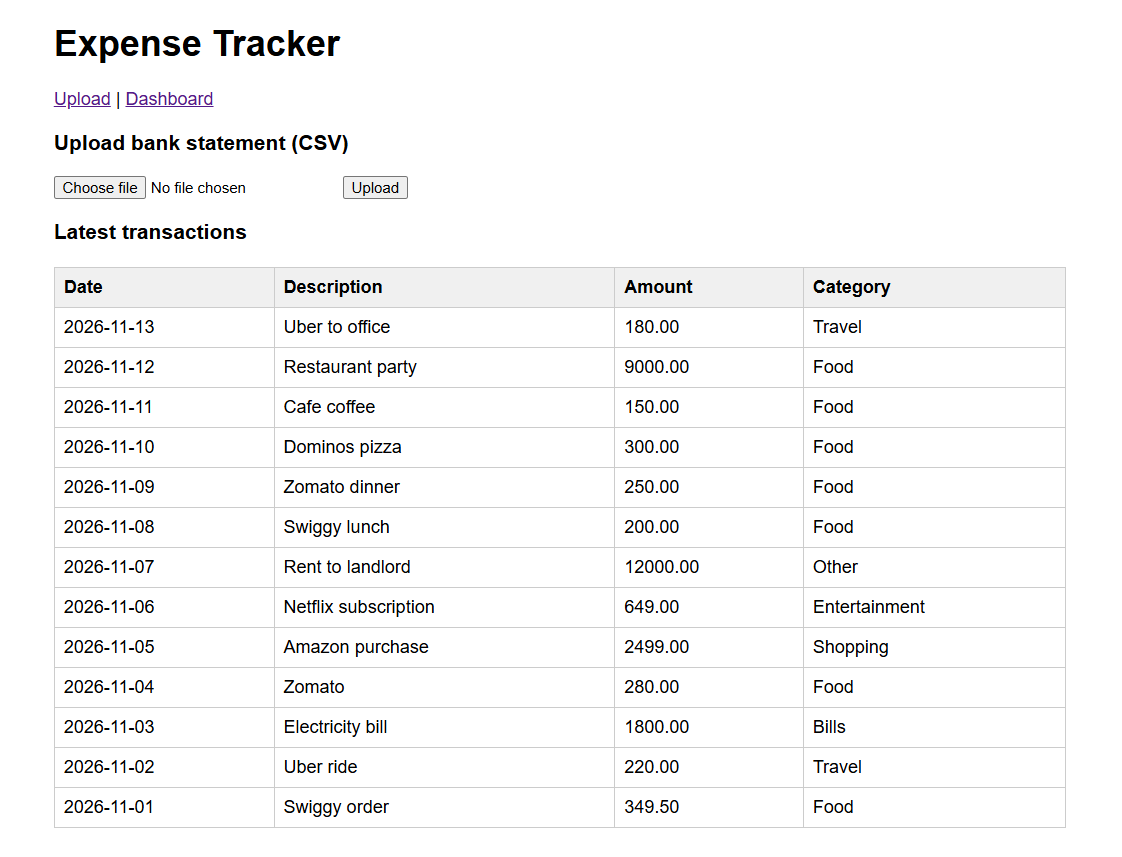 Expense Tracker
Upload | Dashboard
Upload bank statement (CSV)
Choose file No file chosen Upload
Latest transactions
Date Description Amount Category
2026-11-13 Uber to office 180.00 Travel
2026-11-12 Restaurant party 9000.00 Food
2026-11-11 Cafe coffee 150.00 Food
2026-11-10 Dominos pizza 300.00 Food
2026-11-09 Zomato dinner 250.00 Food
2026-11-08 Swiggy lunch 200.00 Food
2026-11-07 Rent to landlord 12000.00 Other
2026-11-06 Netflix subscription 649.00 Entertainment
2026-11-05 Amazon purchase 2499.00 Shopping
2026-11-04 Zomato 280.00 Food
2026-11-03 Electricity bill 1800.00 Bills
2026-11-02 Uber ride 220.00 Travel
2026-11-01 Swiggy order 349.50 Food